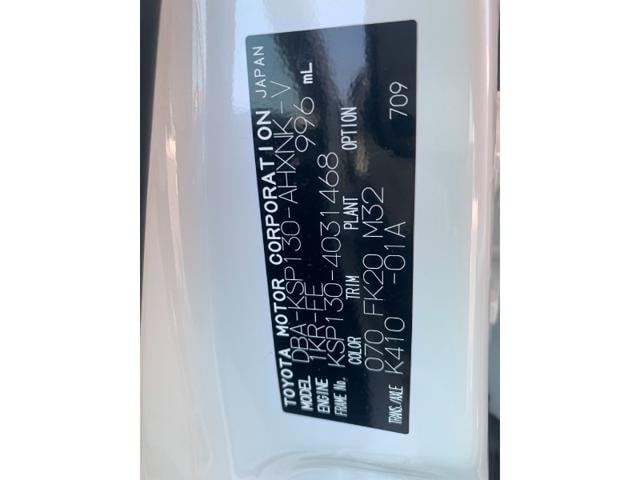 TOYOTA MOTOR CORPORATION JAPAN
MODEL DBA-KSP130-AHXNK-V
ENGINE 1KR-FE 996 mL
FRAME No. KSP130-4031468
COLOR TRIM PLANT OPTION
070 FK20 M32
TRANS./AXLE K410 -01A 709